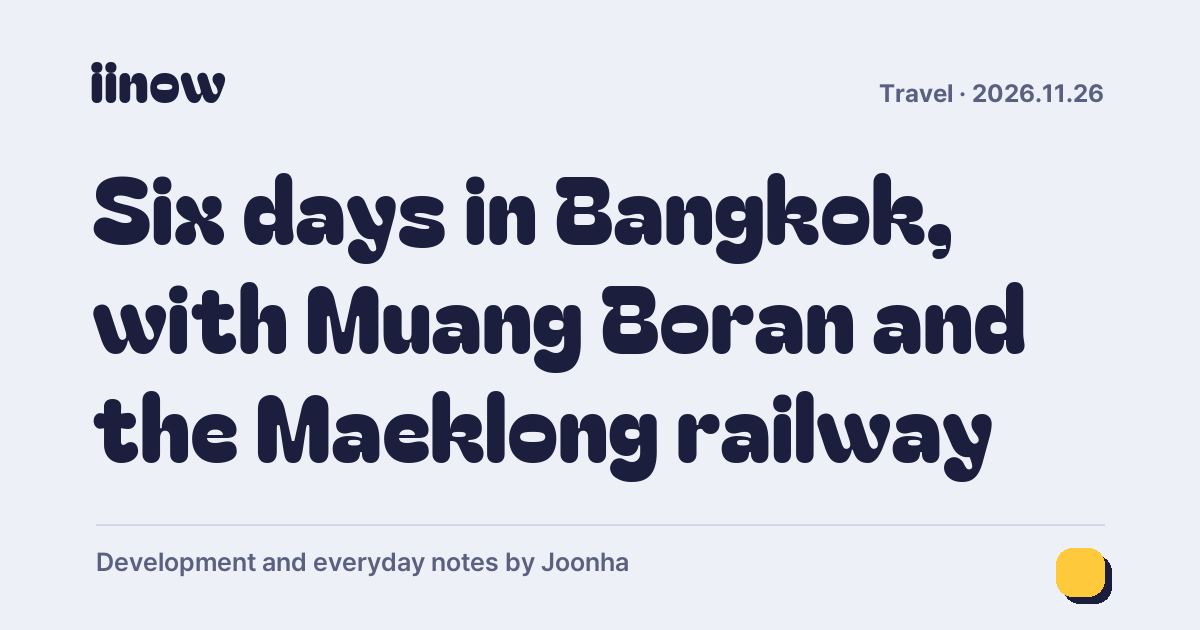 iinow
Travel · 2026.11.26
Six days in Bangkok,
with Muang Boran and
the Maeklong railway
Development and everyday notes by Joonha